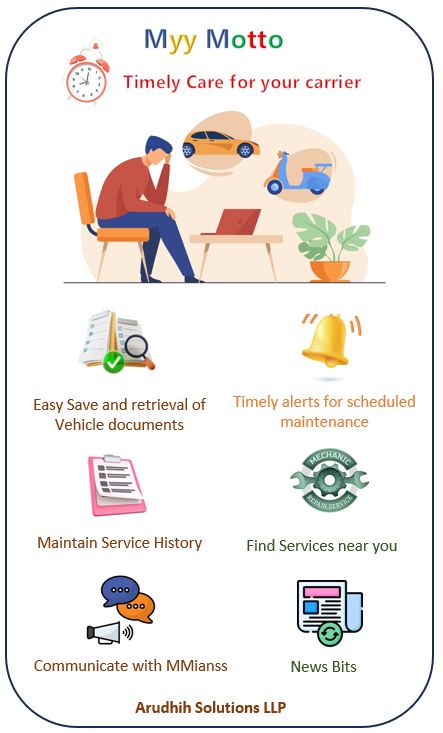 Myy Motto
Timely Care for your carrier
Easy Save and retrieval of
Vehicle documents
Timely alerts for scheduled
maintenance
MECHANIC
REPAIR SERVICE
Maintain Service History
Find Services near you
Communicate with MMianss
News Bits
Arudhih Solutions LLP